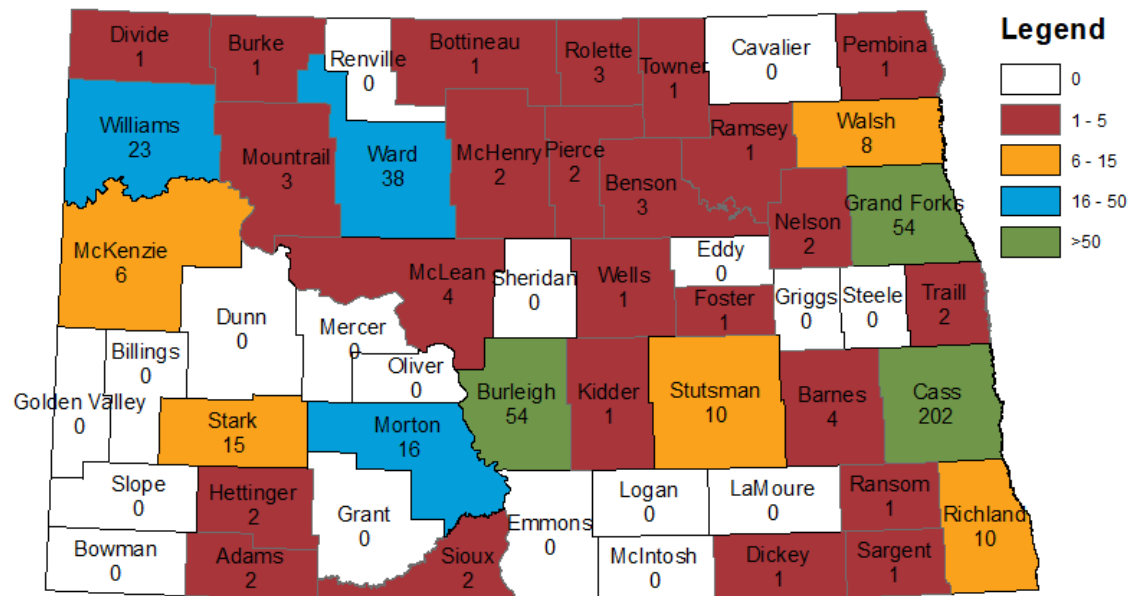 Legend
0
1 - 5
6 - 15
16 - 50
>50
Divide
1
Burke
1
Renville
0
Bottineau
1
Rolette
3
Towner
1
Cavalier
0
Pembina
1
Williams
23
Mountrail
3
Ward
38
McHenry
2
Pierce
2
Benson
3
Ramsey
1
Walsh
8
Nelson
2
Grand Forks
54
McKenzie
6
Dunn
0
Mercer
0
McLean
4
Sheridan
0
Wells
1
Eddy
0
Foster
1
Griggs
0
Steele
0
Traill
2
Golden Valley
0
Billings
0
Oliver
0
Burleigh
54
Kidder
1
Stutsman
10
Barnes
4
Cass
202
Stark
15
Morton
16
Slope
0
Hettinger
2
Grant
0
Emmons
0
Logan
0
LaMoure
0
Ransom
1
Richland
10
Bowman
0
Adams
2
Sioux
2
McIntosh
0
Dickey
1
Sargent
1